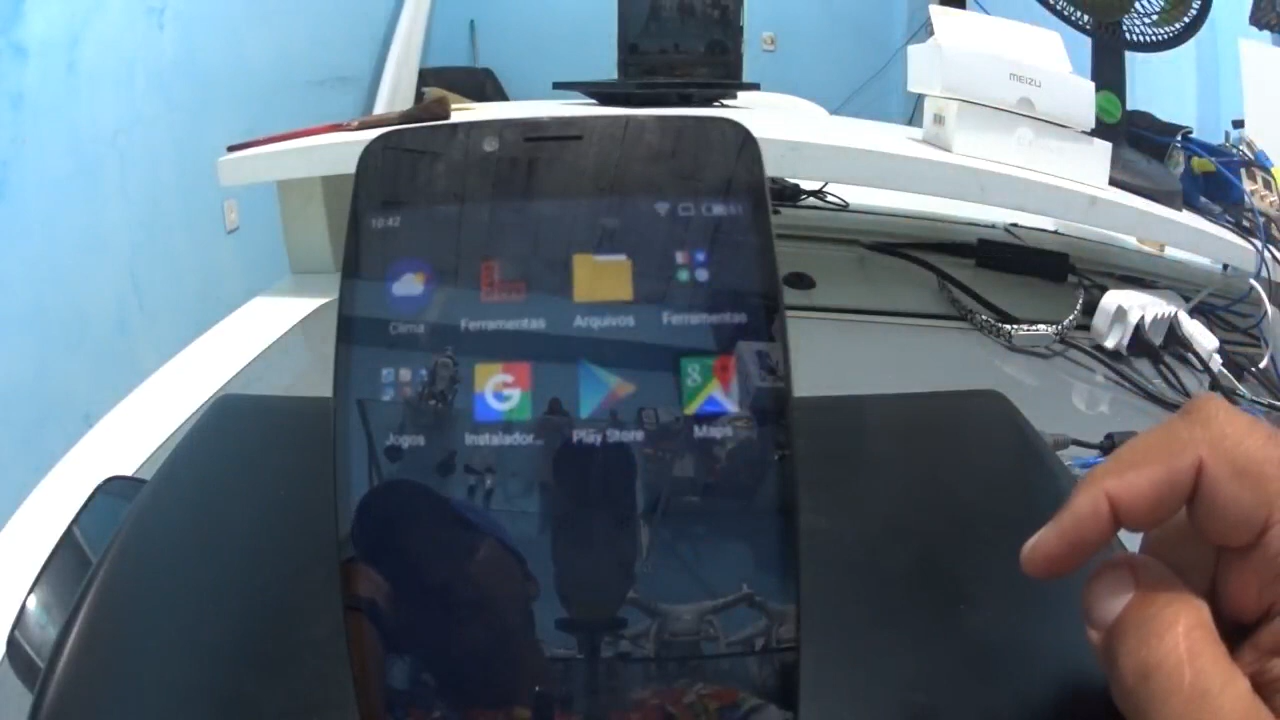 MEIZU
10:42
Clima
Ferramentas
Arquivos
Ferramentas
Jogos
Instalador...
Play Store
Maps